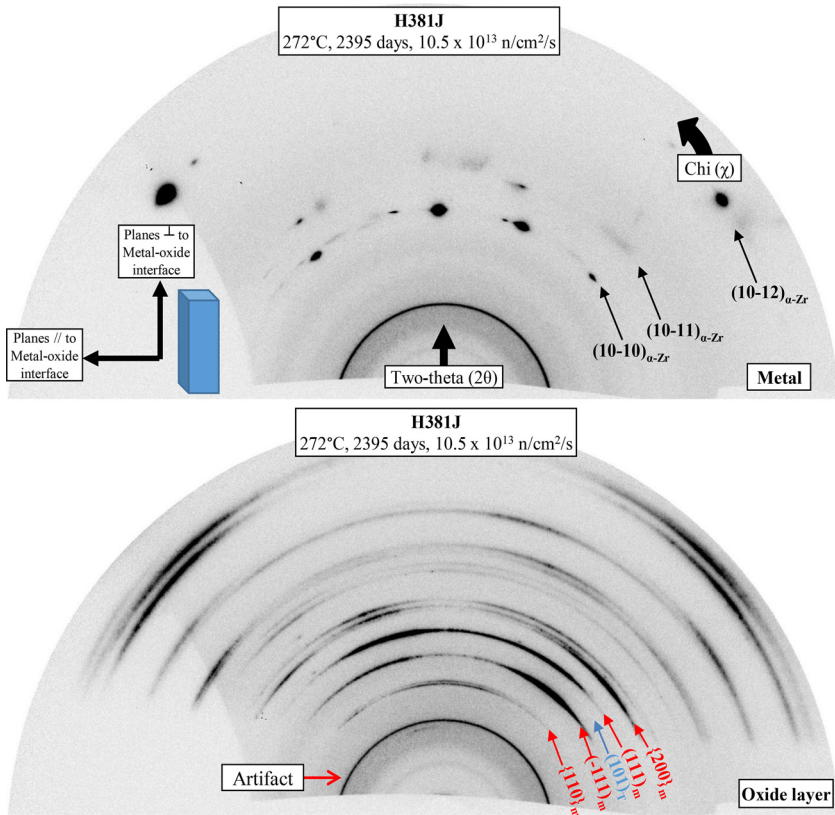 H381J
272°C, 2395 days, 10.5 x 10¹³ n/cm²/s
Chi (χ)
Planes ⊥ to
Metal-oxide
interface
Planes // to
Metal-oxide
interface
(10-12)α-Zr
(10-11)α-Zr
(10-10)α-Zr
Two-theta (2θ)
Metal
H381J
272°C, 2395 days, 10.5 x 10¹³ n/cm²/s
Artifact
{110}m
(-111)m
(101)T
(111)m
{200}m
Oxide layer